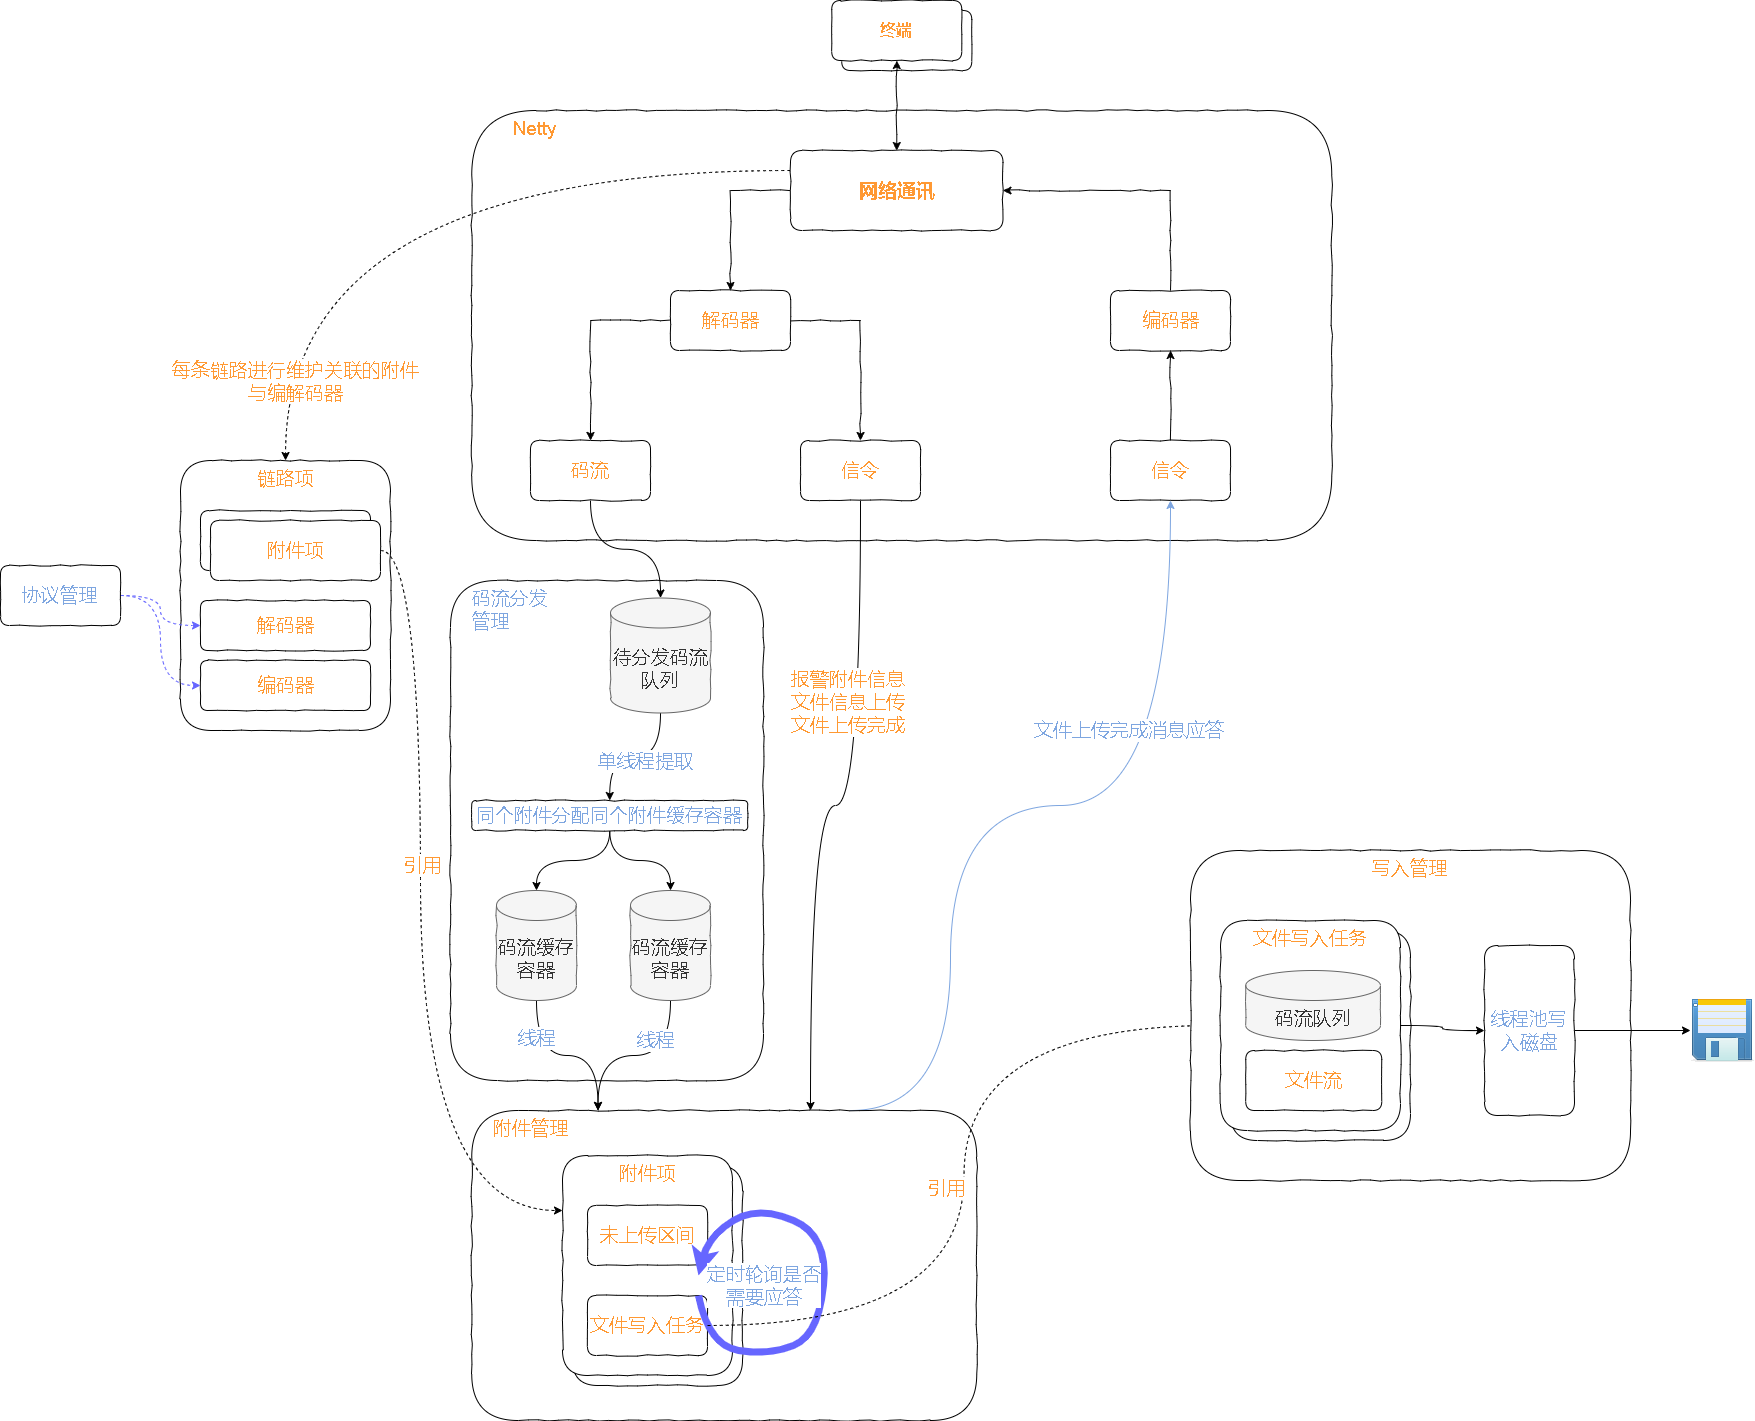 终端
Netty
网络通讯
解码器
编码器
每条链路进行维护关联的附件
与编解码器
码流
信令
信令
链路项
附件项
协议管理
解码器
编码器
码流分发
管理
待分发码流
队列
报警附件信息
文件信息上传
文件上传完成
文件上传完成消息应答
单线程提取
同个附件分配同个附件缓存容器
引用
写入管理
码流缓存
容器
码流缓存
容器
文件写入任务
码流队列
线程池写
入磁盘
线程
线程
文件流
附件管理
附件项
引用
未上传区间
定时轮询是否
需要应答
文件写入任务